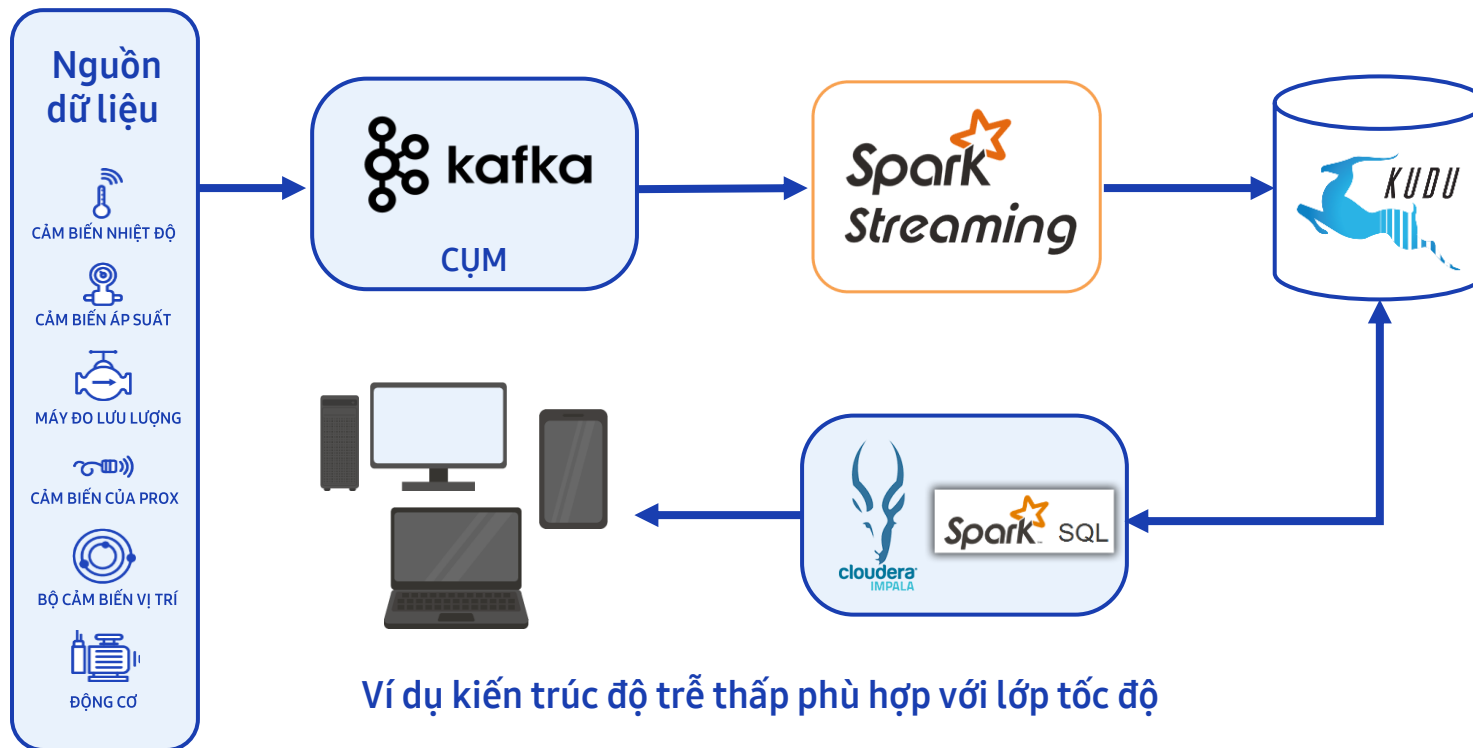 Nguồn
dữ liệu
CẢM BIẾN NHIỆT ĐỘ
CẢM BIẾN ÁP SUẤT
MÁY ĐO LƯU LƯỢNG
CẢM BIẾN CỦA PROX
BỘ CẢM BIẾN VỊ TRÍ
ĐỘNG CƠ
kafka
CỤM
Spark
Streaming
KUDU
cloudera
IMPALA
Spark SQL
Ví dụ kiến trúc độ trễ thấp phù hợp với lớp tốc độ